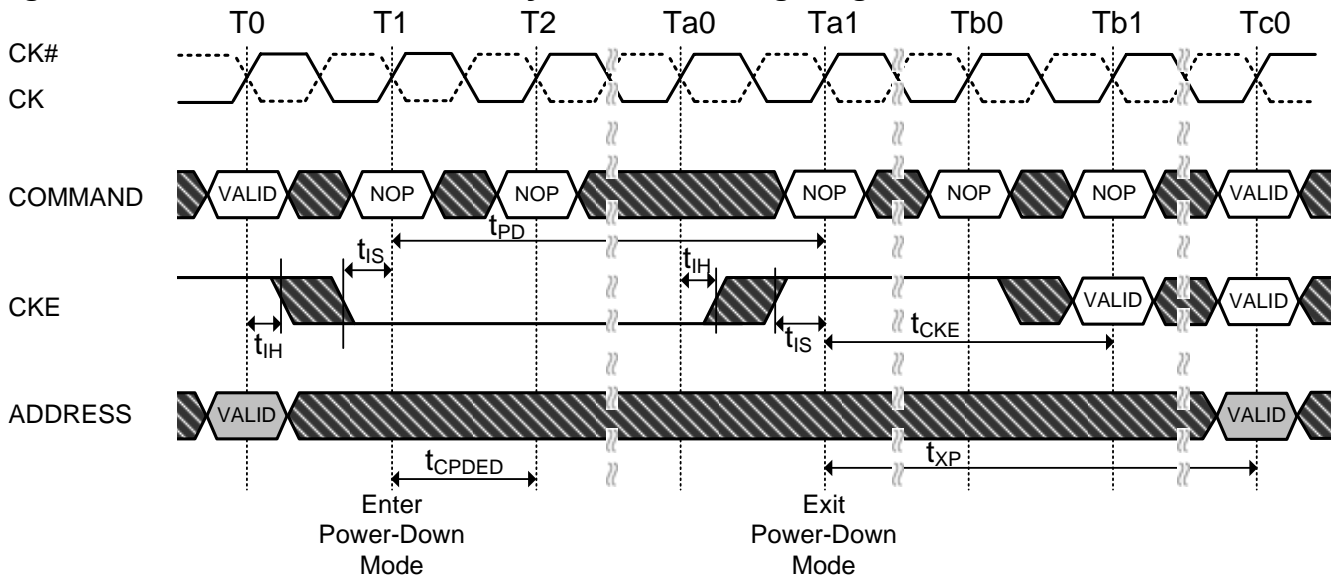 T0 T1 T2 Ta0 Ta1 Tb0 Tb1 Tc0
CK#
CK
COMMAND VALID NOP NOP NOP NOP NOP VALID
tPD
tIS tIH
CKE VALID VALID
tIH tIS tCKE
ADDRESS VALID VALID
tCPDED tXP
Enter
Power-Down
Mode
Exit
Power-Down
Mode